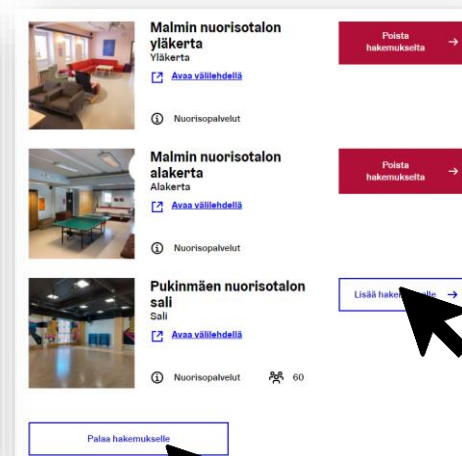 Malmin nuorisotalon
yläkerta
Yläkerta
Avaa välilehdellä
Nuorisopalvelut
Poista
hakemukselta
Malmin nuorisotalon
alakerta
Alakerta
Avaa välilehdellä
Nuorisopalvelut
Poista
hakemukselta
Pukinmäen nuorisotalon
sali
Sali
Avaa välilehdellä
Nuorisopalvelut 60
Lisää hakemukselle
Palaa hakemukselle